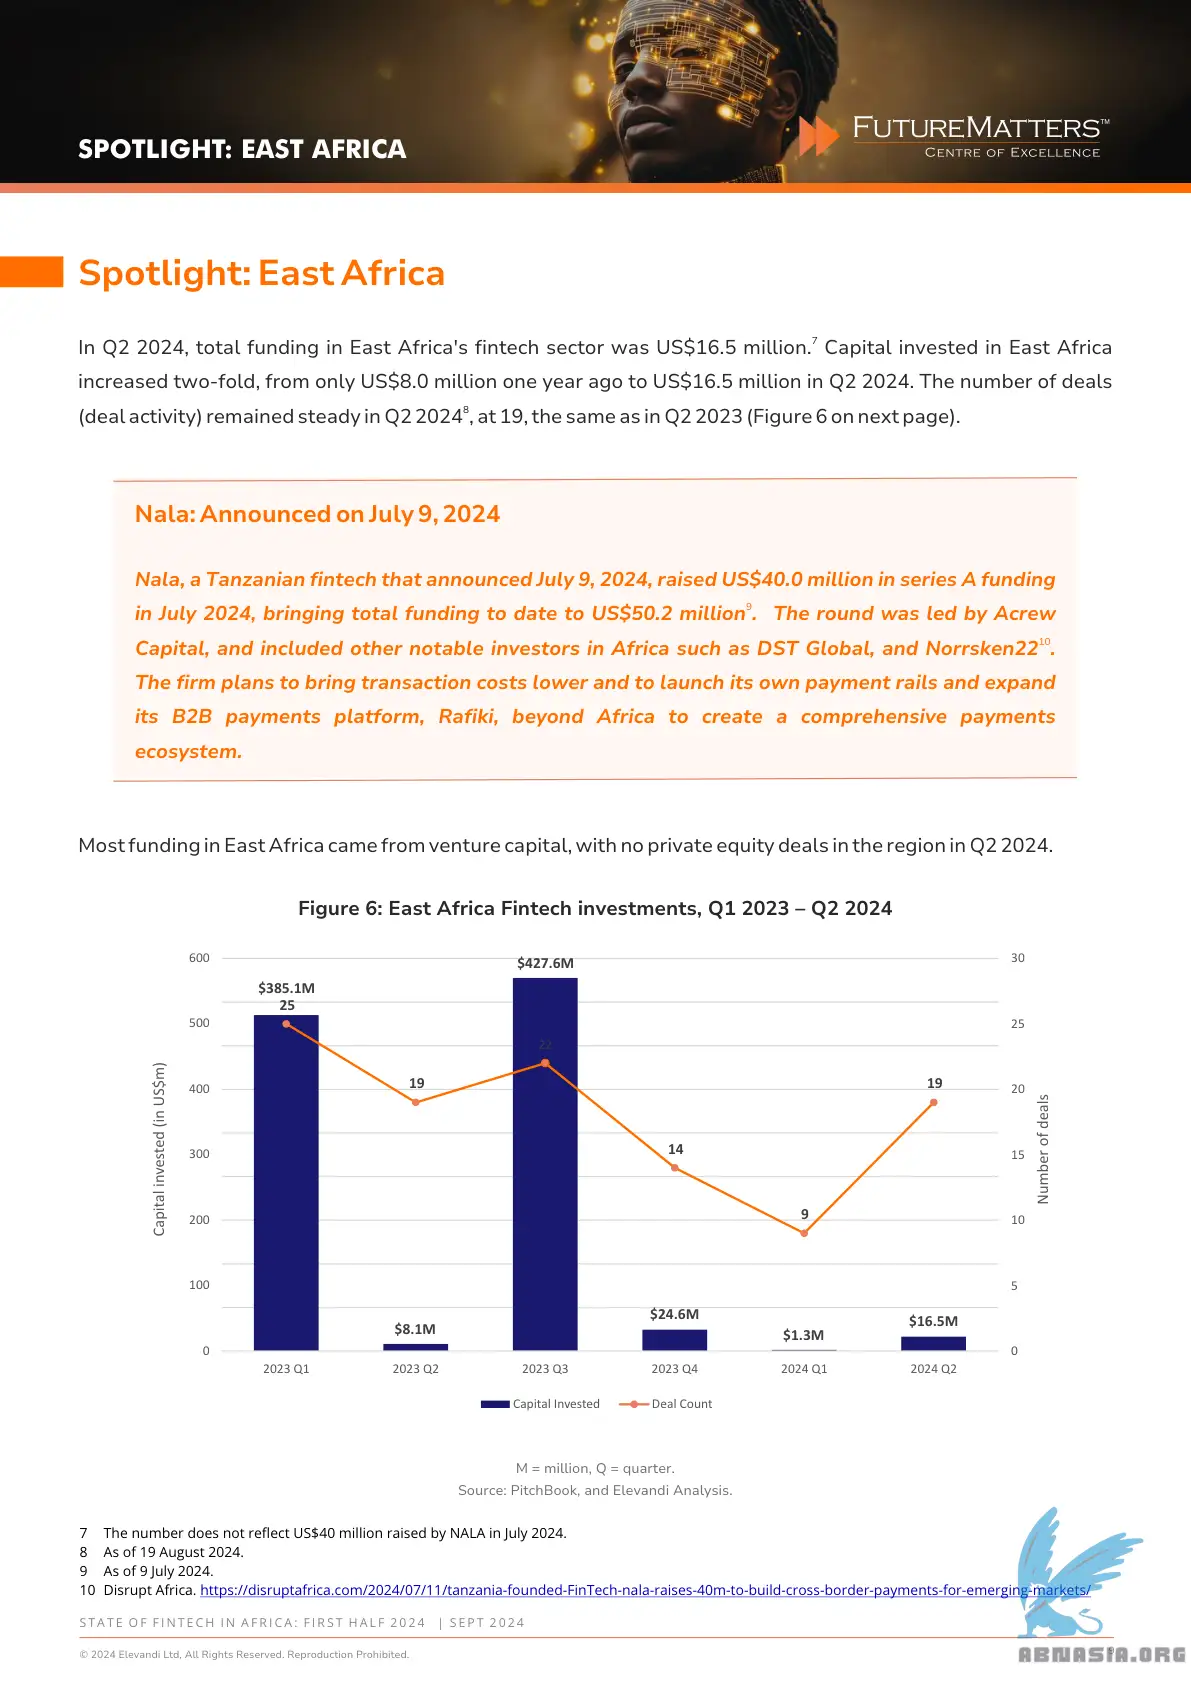 SPOTLIGHT: EAST AFRICA
FUTUREMATTERS™
CENTRE OF EXCELLENCE
Spotlight: East Africa
In Q2 2024, total funding in East Africa's fintech sector was US$16.5 million.7 Capital invested in East Africa
increased two-fold, from only US$8.0 million one year ago to US$16.5 million in Q2 2024. The number of deals
(deal activity) remained steady in Q2 20248, at 19, the same as in Q2 2023 (Figure 6 on next page).
Nala: Announced on July 9, 2024
Nala, a Tanzanian fintech that announced July 9, 2024, raised US$40.0 million in series A funding
in July 2024, bringing total funding to date to US$50.2 million9. The round was led by Acrew
Capital, and included other notable investors in Africa such as DST Global, and Norrsken2210.
The firm plans to bring transaction costs lower and to launch its own payment rails and expand
its B2B payments platform, Rafiki, beyond Africa to create a comprehensive payments
ecosystem.
Most funding in East Africa came from venture capital, with no private equity deals in the region in Q2 2024.
Figure 6: East Africa Fintech investments, Q1 2023 – Q2 2024
Capital invested (in US$m)
600
500
400
300
200
100
0
$385.1M
25
$8.1M
19
$427.6M
22
$24.6M
14
$1.3M
9
$16.5M
19
30
25
20
15
10
5
0
Number of deals
2023 Q1
2023 Q2
2023 Q3
2023 Q4
2024 Q1
2024 Q2
Capital Invested
Deal Count
M = million, Q = quarter.
Source: PitchBook, and Elevandi Analysis.
7 The number does not reflect US$40 million raised by NALA in July 2024.
8 As of 19 August 2024.
9 As of 9 July 2024.
10 Disrupt Africa. https://disruptafrica.com/2024/07/11/tanzania-founded-FinTech-nala-raises-40m-to-build-cross-border-payments-for-emerging-markets/
STATE OF FINTECH IN AFRICA: FIRST HALF 2024 | SEPT 2024
© 2024 Elevandi Ltd, All Rights Reserved. Reproduction Prohibited.
ABNASIA.ORG